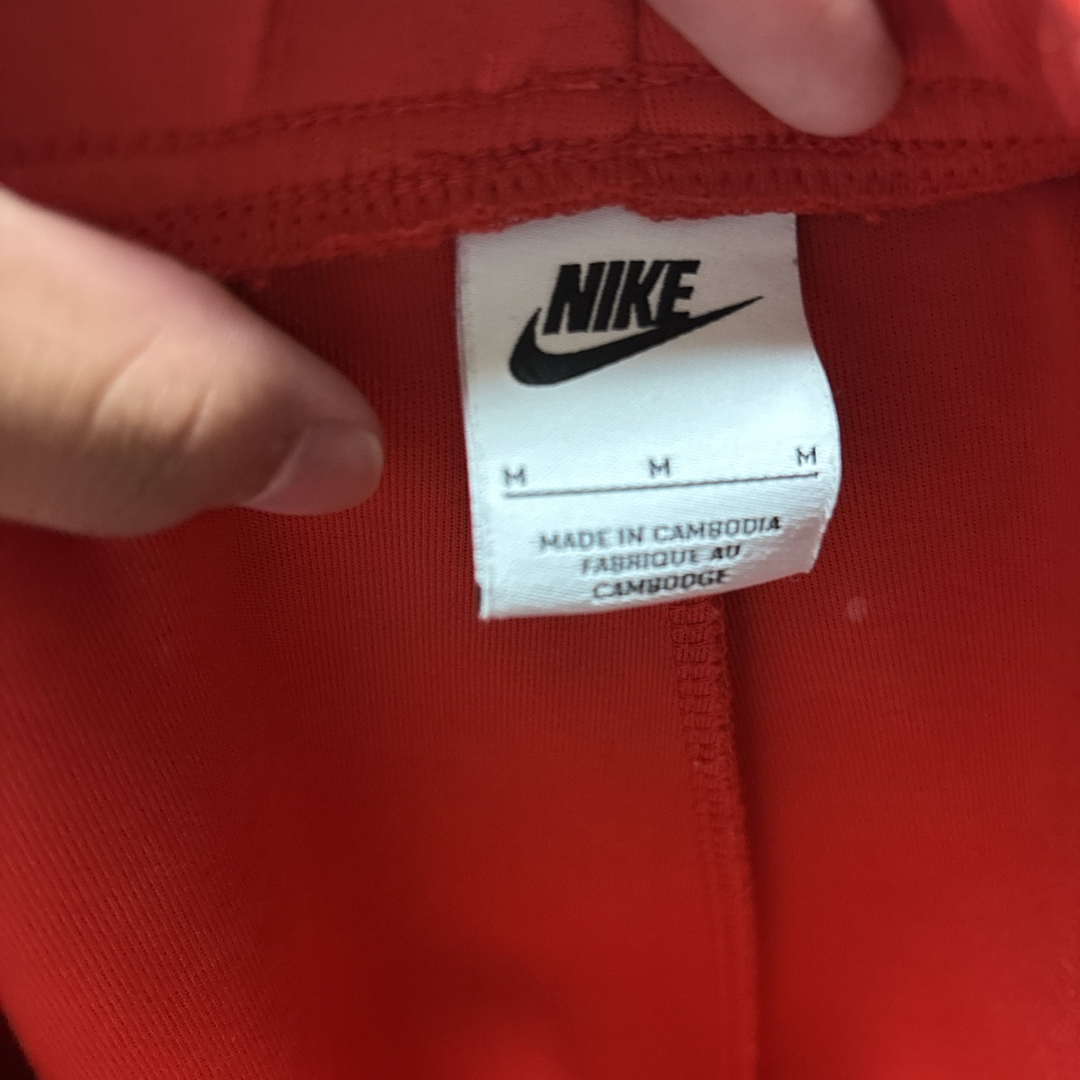 NIKE
M M M
MADE IN CAMBODIA
FABRIQUE AU
CAMBODGE